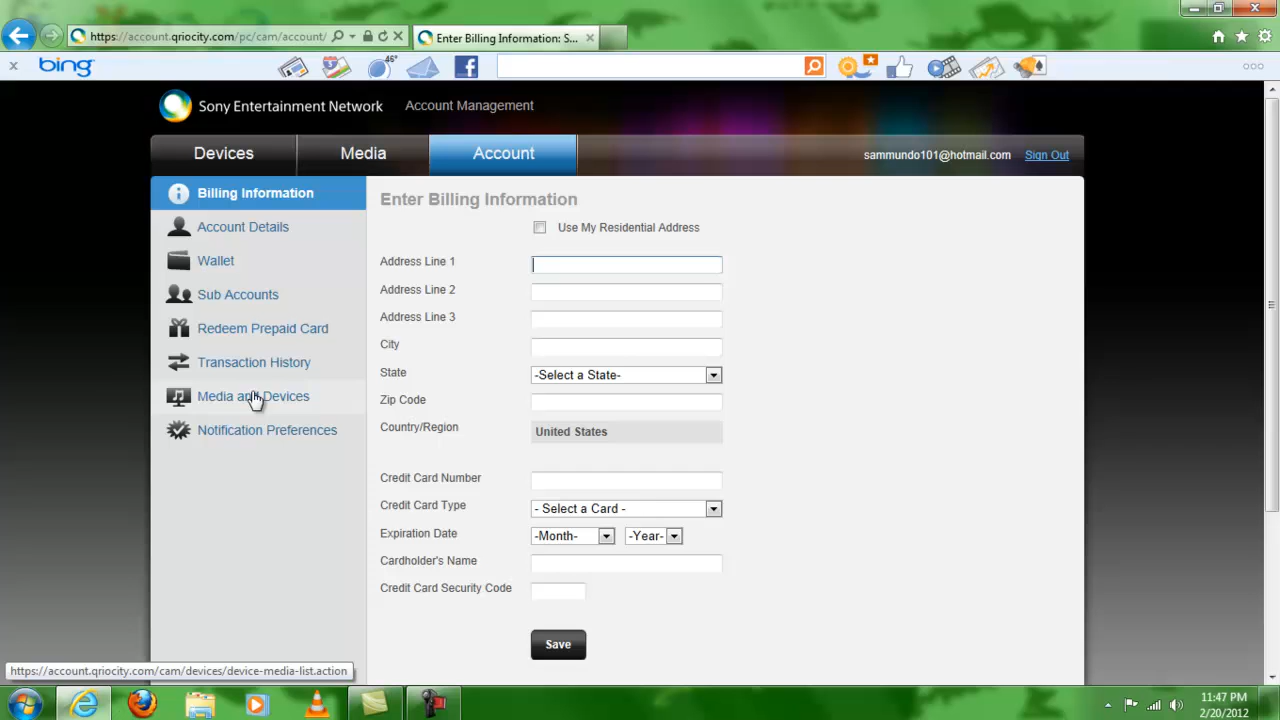 https://account.qriocity.com/pc/cam/account/
Enter Billing Information: S...
bing
46°
Sony Entertainment Network
Account Management
Devices
Media
Account
sammundo101@hotmail.com
Sign Out
Billing Information
Account Details
Wallet
Sub Accounts
Redeem Prepaid Card
Transaction History
Media and Devices
Notification Preferences
Enter Billing Information
Use My Residential Address
Address Line 1
Address Line 2
Address Line 3
City
State
-Select a State-
Zip Code
Country/Region
United States
Credit Card Number
Credit Card Type
- Select a Card -
Expiration Date
-Month-
-Year-
Cardholder's Name
Credit Card Security Code
Save
https://account.qriocity.com/cam/devices/device-media-list.action
11:47 PM
2/20/2012